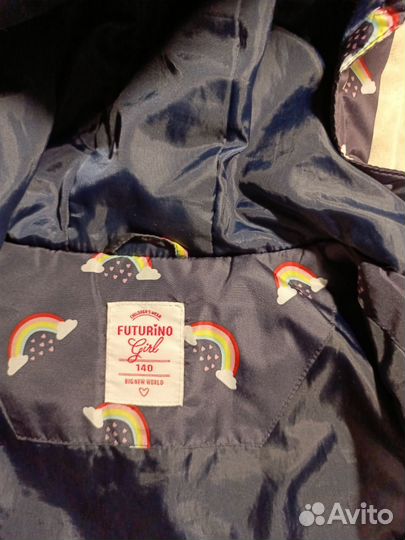 CHILDREN'S WEAR
FUTURiNO
Girl
140
BIG NEW WORLD
Avito